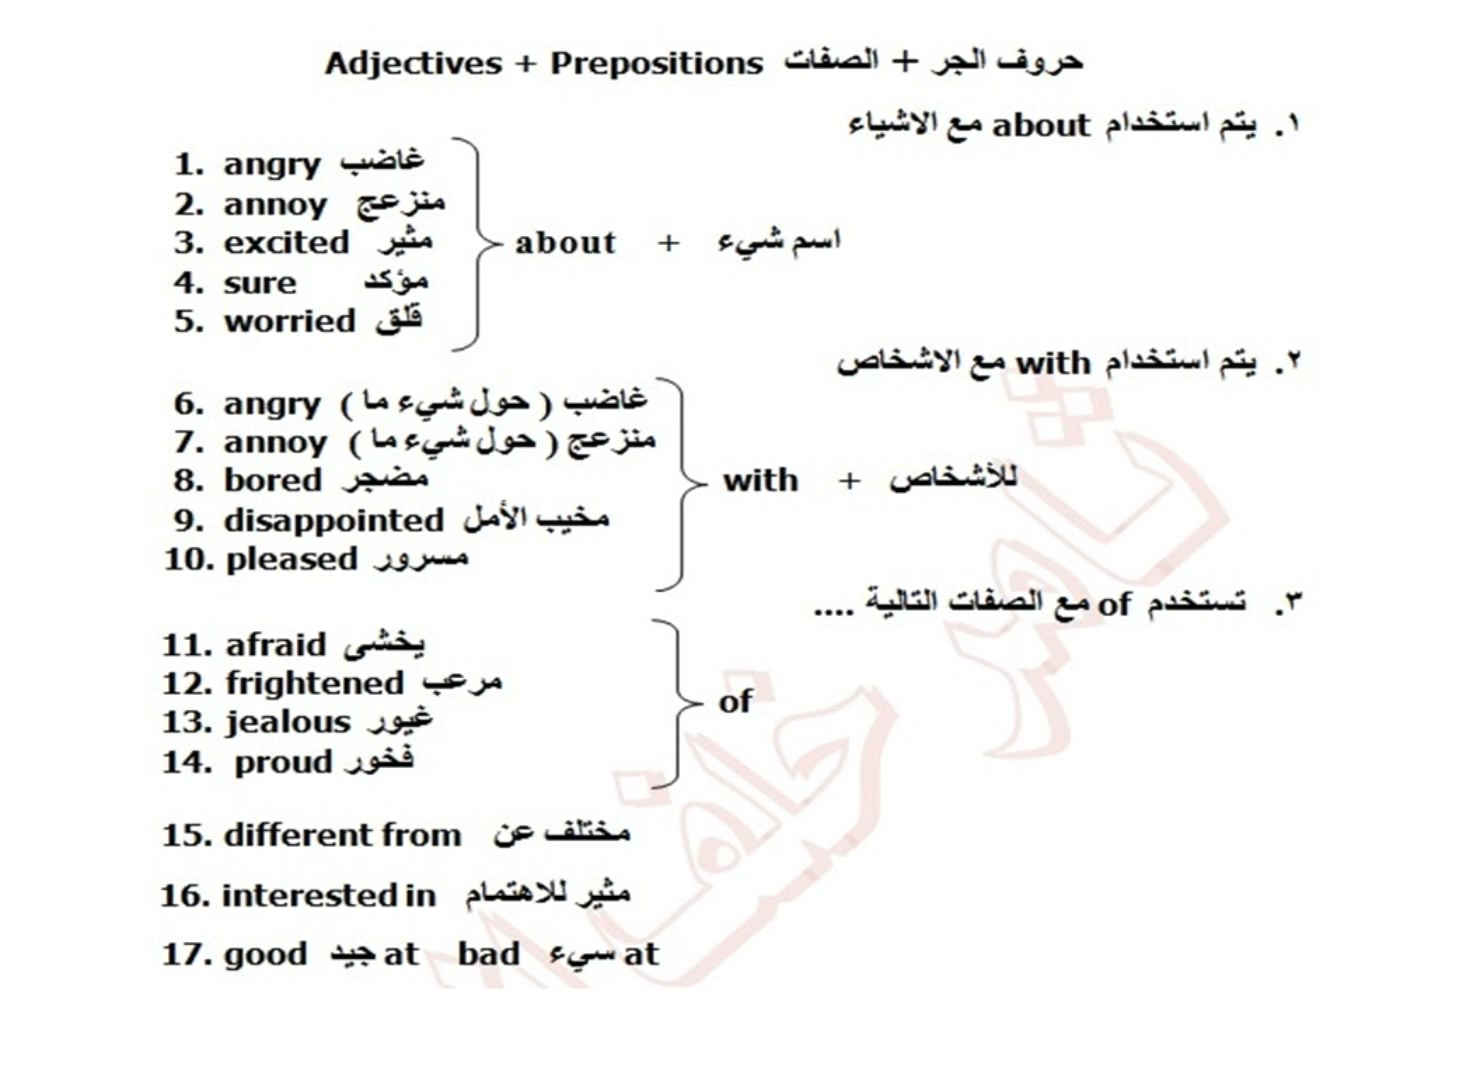 Adjectives + Prepositions حروف الجر + الصفات
١. يتم استخدام about مع الاشياء
1. angry غاضب
2. annoy منزعج
3. excited مثير
about + اسم شيء
4. sure مؤكد
5. worried قلق
٢. يتم استخدام with مع الاشخاص
6. angry غاضب ( حول شيء ما )
7. annoy منزعج ( حول شيء ما )
8. bored مضجر
with + للأشخاص
9. disappointed مخيب الأمل
10. pleased مسرور
٣. تستخدم of مع الصفات التالية ....
11. afraid يخشى
12. frightened مرعب
of
13. jealous غيور
14. proud فخور
15. different from مختلف عن
16. interested in مثير للاهتمام
17. good جيد at bad سيء at
تامر خلف